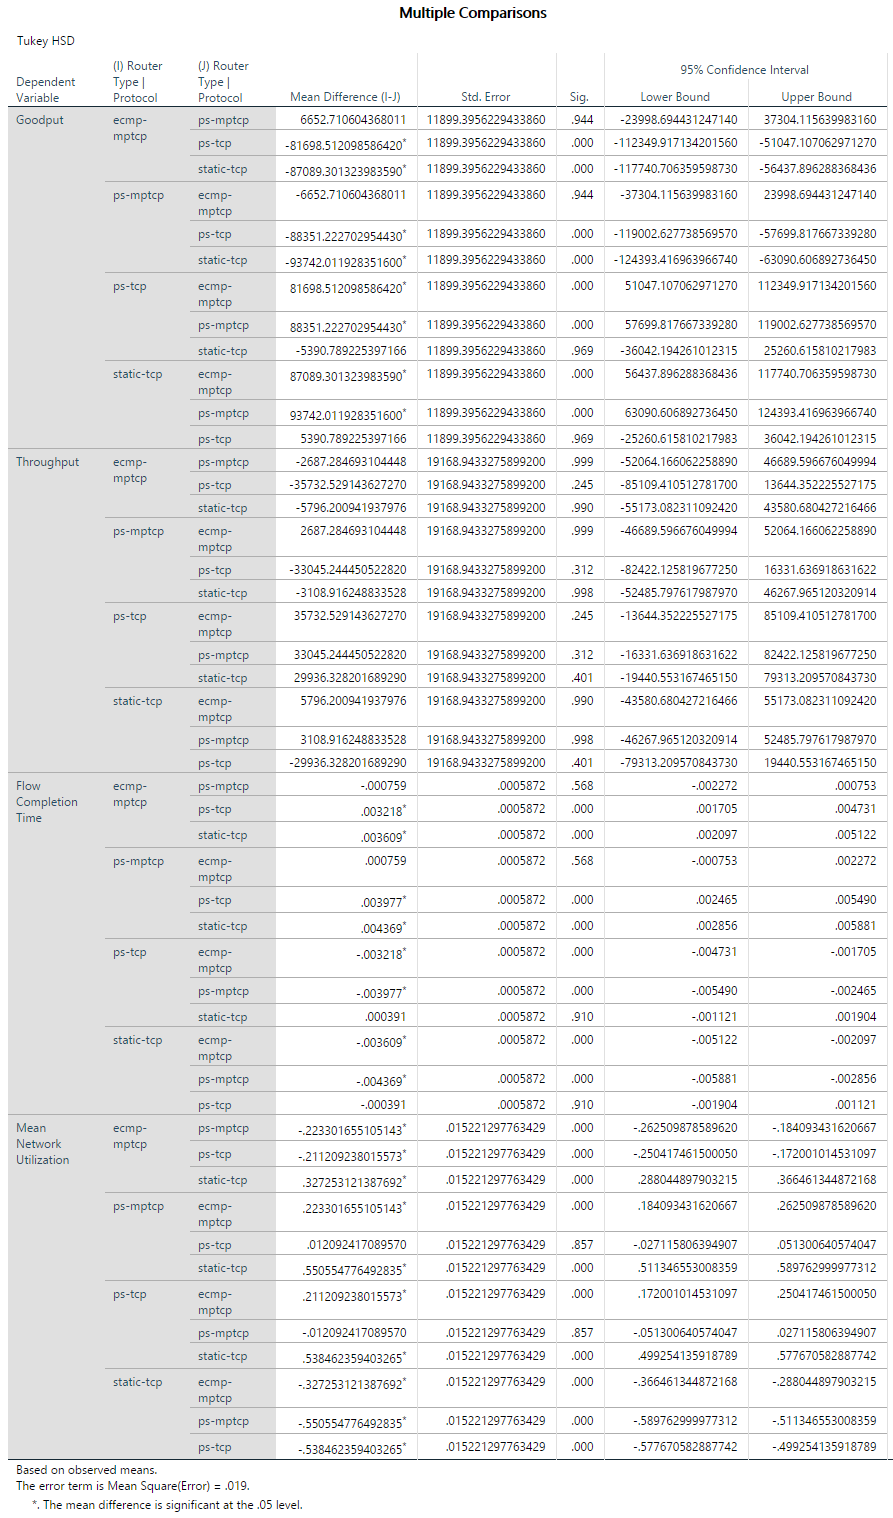 Multiple Comparisons
Tukey HSD
Dependent Variable (I) Router Type | Protocol (J) Router Type | Protocol Mean Difference (I-J) Std. Error Sig. 95% Confidence Interval
Lower Bound Upper Bound
Goodput ecmp-mptcp ps-mptcp 6652.710604368011 11899.3956229433860 .944 -23998.694431247140 37304.115639983160
ps-tcp -81698.512098586420* 11899.3956229433860 .000 -112349.917134201560 -51047.107062971270
static-tcp -87089.301323983590* 11899.3956229433860 .000 -117740.706359598730 -56437.896288368436
ps-mptcp ecmp-mptcp -6652.710604368011 11899.3956229433860 .944 -37304.115639983160 23998.694431247140
ps-tcp -88351.222702954430* 11899.3956229433860 .000 -119002.627738569570 -57699.817667339280
static-tcp -93742.011928351600* 11899.3956229433860 .000 -124393.416963966740 -63090.606892736450
ps-tcp ecmp-mptcp 81698.512098586420* 11899.3956229433860 .000 51047.107062971270 112349.917134201560
ps-mptcp 88351.222702954430* 11899.3956229433860 .000 57699.817667339280 119002.627738569570
static-tcp -5390.789225397166 11899.3956229433860 .969 -36042.194261012315 25260.615810217983
static-tcp ecmp-mptcp 87089.301323983590* 11899.3956229433860 .000 56437.896288368436 117740.706359598730
ps-mptcp 93742.011928351600* 11899.3956229433860 .000 63090.606892736450 124393.416963966740
ps-tcp 5390.789225397166 11899.3956229433860 .969 -25260.615810217983 36042.194261012315
Throughput ecmp-mptcp ps-mptcp -2687.284693104448 19168.9433275899200 .999 -52064.166062258890 46689.596676049994
ps-tcp -35732.529143627270 19168.9433275899200 .245 -85109.410512781700 13644.352225527175
static-tcp -5796.200941937976 19168.9433275899200 .990 -55173.082311092420 43580.680427216466
ps-mptcp ecmp-mptcp 2687.284693104448 19168.9433275899200 .999 -46689.596676049994 52064.166062258890
ps-tcp -33045.244450522820 19168.9433275899200 .312 -82422.125819677250 16331.636918631622
static-tcp -3108.916248833528 19168.9433275899200 .998 -52485.797617987970 46267.965120320914
ps-tcp ecmp-mptcp 35732.529143627270 19168.9433275899200 .245 -13644.352225527175 85109.410512781700
ps-mptcp 33045.244450522820 19168.9433275899200 .312 -16331.636918631622 82422.125819677250
static-tcp 29936.328201689290 19168.9433275899200 .401 -19440.553167465150 79313.209570843730
static-tcp ecmp-mptcp 5796.200941937976 19168.9433275899200 .990 -43580.680427216466 55173.082311092420
ps-mptcp 3108.916248833528 19168.9433275899200 .998 -46267.965120320914 52485.797617987970
ps-tcp -29936.328201689290 19168.9433275899200 .401 -79313.209570843730 19440.553167465150
Flow Completion Time ecmp-mptcp ps-mptcp -.000759 .0005872 .568 -.002272 .000753
ps-tcp .003218* .0005872 .000 .001705 .004731
static-tcp .003609* .0005872 .000 .002097 .005122
ps-mptcp ecmp-mptcp .000759 .0005872 .568 -.000753 .002272
ps-tcp .003977* .0005872 .000 .002465 .005490
static-tcp .004369* .0005872 .000 .002856 .005881
ps-tcp ecmp-mptcp -.003218* .0005872 .000 -.004731 -.001705
ps-mptcp -.003977* .0005872 .000 -.005490 -.002465
static-tcp .000391 .0005872 .910 -.001121 .001904
static-tcp ecmp-mptcp -.003609* .0005872 .000 -.005122 -.002097
ps-mptcp -.004369* .0005872 .000 -.005881 -.002856
ps-tcp -.000391 .0005872 .910 -.001904 .001121
Mean Network Utilization ecmp-mptcp ps-mptcp -.223301655105143* .015221297763429 .000 -.262509878589620 -.184093431620667
ps-tcp -.211209238015573* .015221297763429 .000 -.250417461500050 -.172001014531097
static-tcp .327253121387692* .015221297763429 .000 .288044897903215 .366461344872168
ps-mptcp ecmp-mptcp .223301655105143* .015221297763429 .000 .184093431620667 .262509878589620
ps-tcp .012092417089570 .015221297763429 .857 -.027115806394907 .051300640574047
static-tcp .550554776492835* .015221297763429 .000 .511346553008359 .589762999977312
ps-tcp ecmp-mptcp .211209238015573* .015221297763429 .000 .172001014531097 .250417461500050
ps-mptcp -.012092417089570 .015221297763429 .857 -.051300640574047 .027115806394907
static-tcp .538462359403265* .015221297763429 .000 .499254135918789 .577670582887742
static-tcp ecmp-mptcp -.327253121387692* .015221297763429 .000 -.366461344872168 -.288044897903215
ps-mptcp -.550554776492835* .015221297763429 .000 -.589762999977312 -.511346553008359
ps-tcp -.538462359403265* .015221297763429 .000 -.577670582887742 -.499254135918789
Based on observed means.
The error term is Mean Square(Error) = .019.
*. The mean difference is significant at the .05 level.